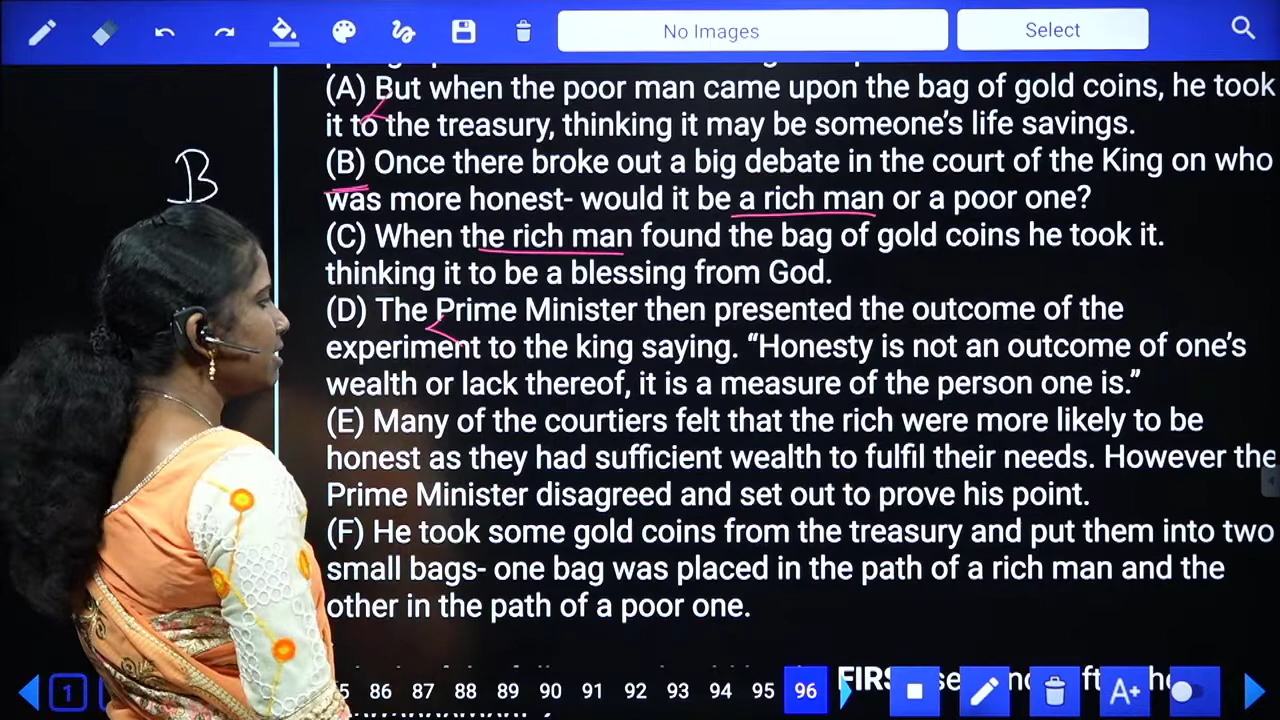 No Images
Select
(A) But when the poor man came upon the bag of gold coins, he took
it to the treasury, thinking it may be someone's life savings.
B
(B) Once there broke out a big debate in the court of the King on who
was more honest- would it be a rich man or a poor one?
(C) When the rich man found the bag of gold coins he took it.
thinking it to be a blessing from God.
(D) The Prime Minister then presented the outcome of the
experiment to the king saying. “Honesty is not an outcome of one's
wealth or lack thereof, it is a measure of the person one is.”
(E) Many of the courtiers felt that the rich were more likely to be
honest as they had sufficient wealth to fulfil their needs. However the
Prime Minister disagreed and set out to prove his point.
(F) He took some gold coins from the treasury and put them into two
small bags- one bag was placed in the path of a rich man and the
other in the path of a poor one.
1 86 87 88 89 90 91 92 93 94 95 96 A+